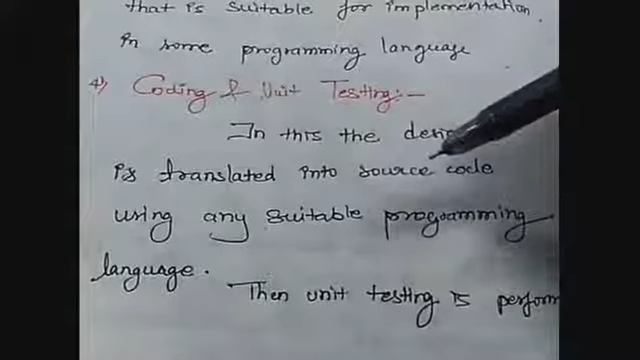 that is suitable for implementation
in some programming language
4) Coding & Unit Testing:-
In this the
is translated into source code
using any suitable programming
language.
Then unit testing is